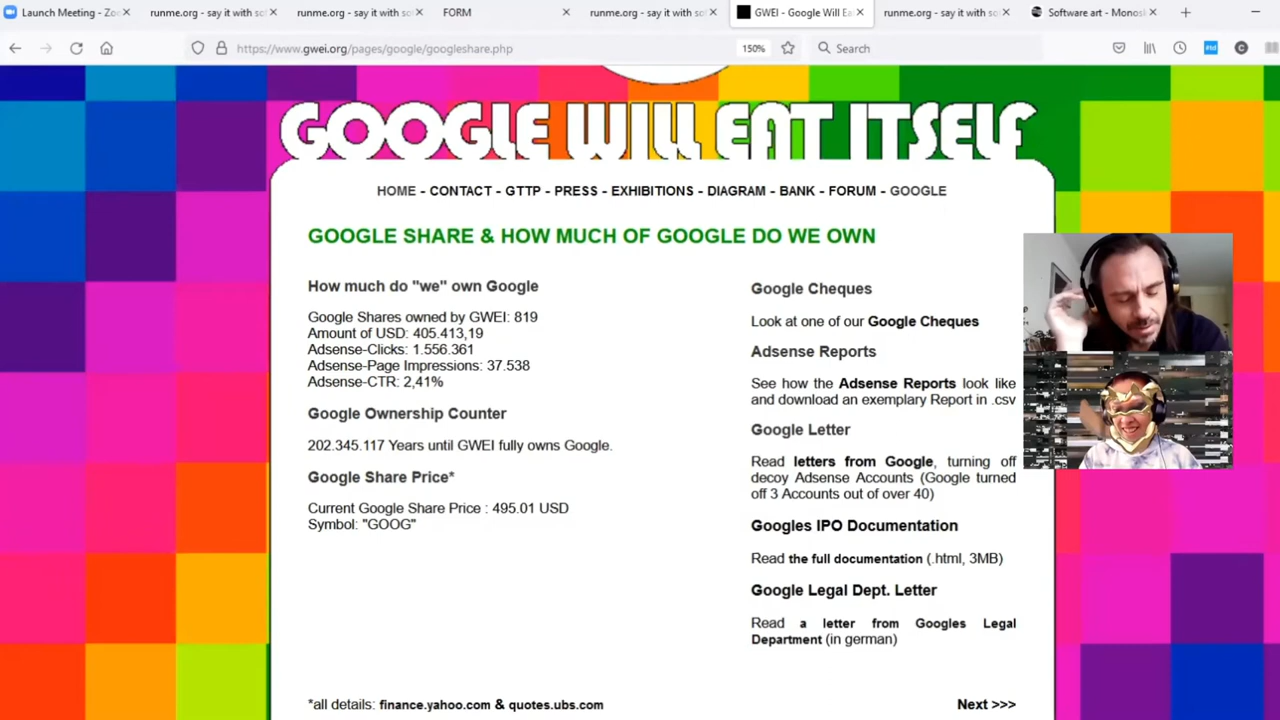 Launch Meeting - Zo
runme.org - say it with so
runme.org - say it with so
FORM
runme.org - say it with so
GWEI - Google Will Ea
runme.org - say it with so
Software art - Monos
https://www.gwei.org/pages/google/googleshare.php
150%
Search
GOOGLE WILL EAT ITSELF
HOME - CONTACT - GTTP - PRESS - EXHIBITIONS - DIAGRAM - BANK - FORUM - GOOGLE
GOOGLE SHARE & HOW MUCH OF GOOGLE DO WE OWN
How much do "we" own Google
Google Shares owned by GWEI: 819
Amount of USD: 405.413,19
Adsense-Clicks: 1.556.361
Adsense-Page Impressions: 37.538
Adsense-CTR: 2,41%
Google Ownership Counter
202.345.117 Years until GWEI fully owns Google.
Google Share Price*
Current Google Share Price : 495.01 USD
Symbol: "GOOG"
Google Cheques
Look at one of our Google Cheques
Adsense Reports
See how the Adsense Reports look like
and download an exemplary Report in .csv
Google Letter
Read letters from Google, turning off
decoy Adsense Accounts (Google turned
off 3 Accounts out of over 40)
Googles IPO Documentation
Read the full documentation (.html, 3MB)
Google Legal Dept. Letter
Read a letter from Googles Legal
Department (in german)
*all details: finance.yahoo.com & quotes.ubs.com
Next >>>